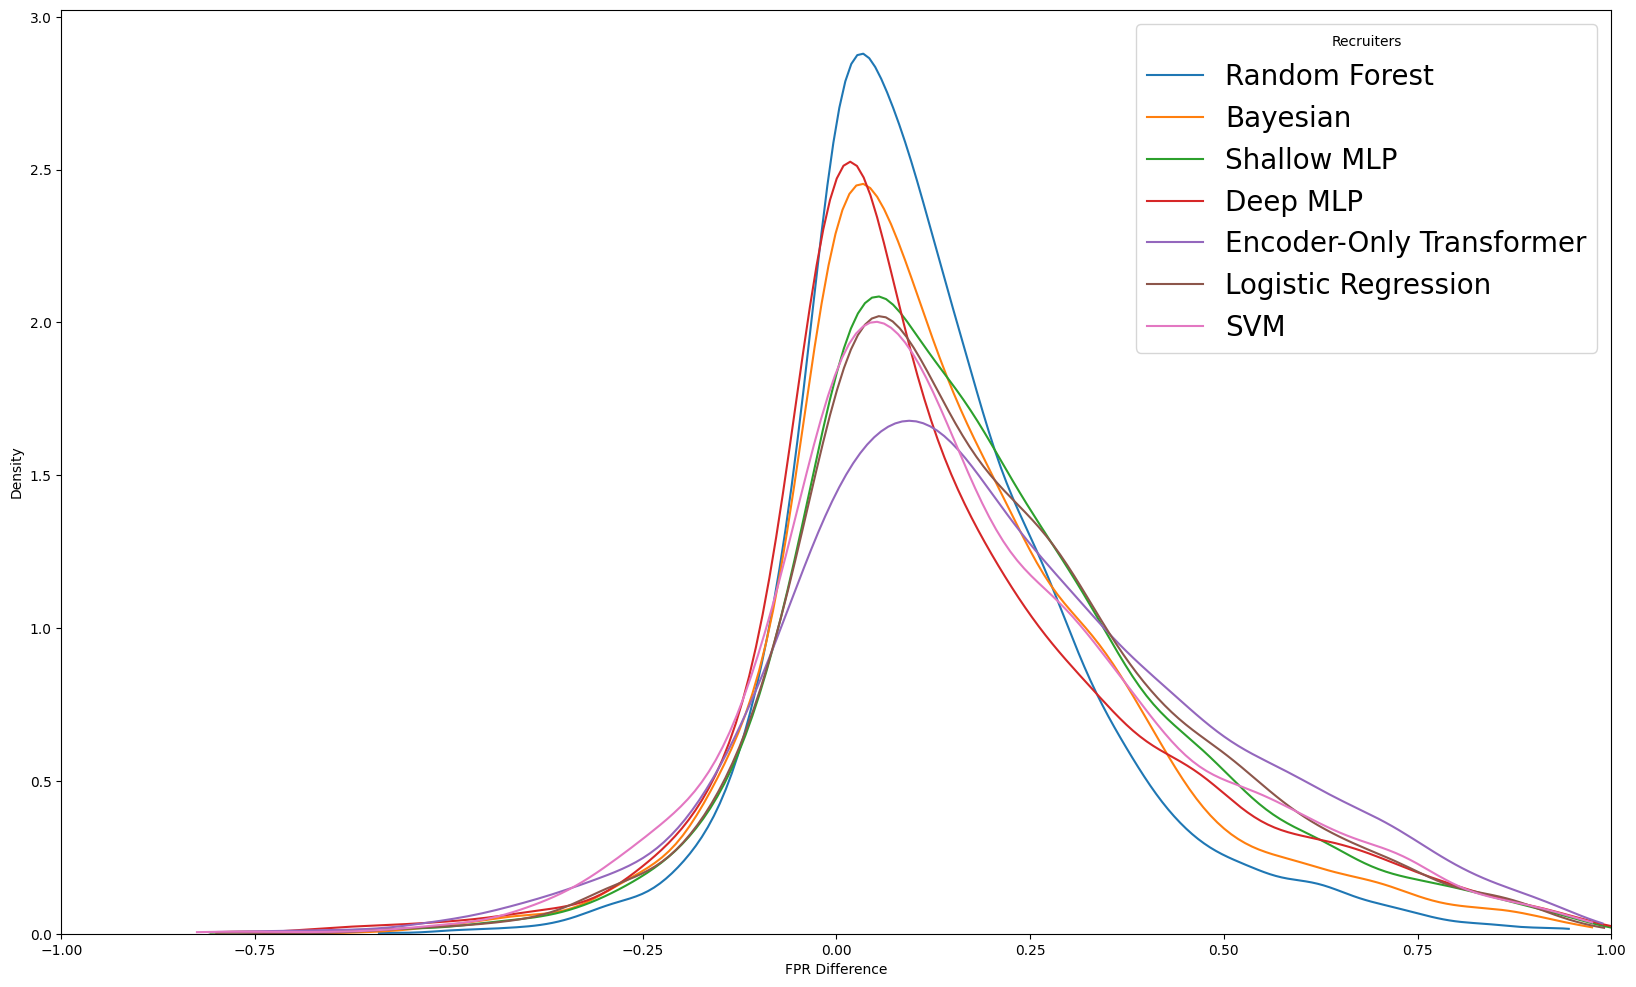 3.0
2.5
2.0
1.5
1.0
0.5
0.0
Density
Recruiters
Random Forest
Bayesian
Shallow MLP
Deep MLP
Encoder-Only Transformer
Logistic Regression
SVM
−1.00 −0.75 −0.50 −0.25 0.00 0.25 0.50 0.75 1.00
FPR Difference